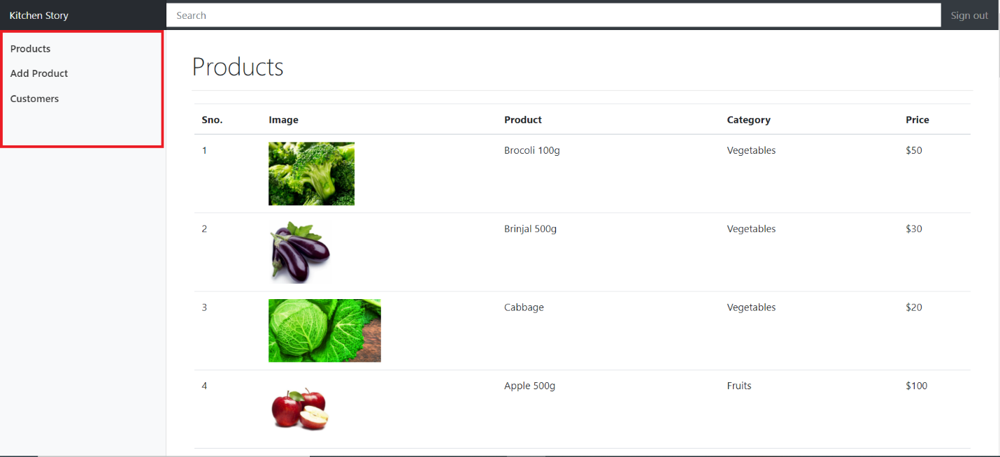 Kitchen Story
Search
Sign out
Products
Add Product
Customers
Products
Sno. Image Product Category Price
1 Brocoli 100g Vegetables $50
2 Brinjal 500g Vegetables $30
3 Cabbage Vegetables $20
4 Apple 500g Fruits $100